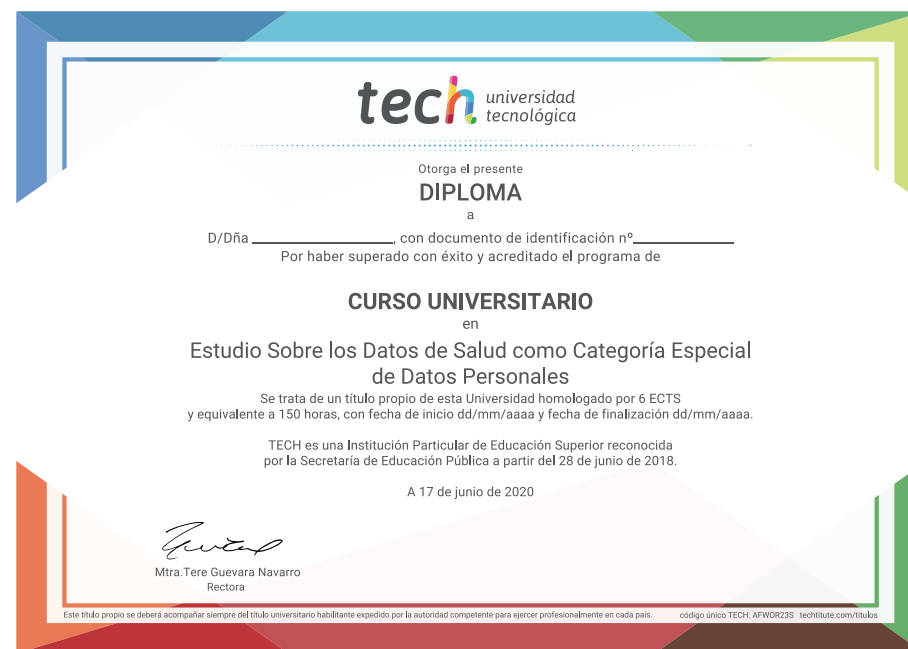 tech universidad
tecnológica
Otorga el presente
DIPLOMA
a
D/Dña ____________________, con documento de identificación nº______________
Por haber superado con éxito y acreditado el programa de
CURSO UNIVERSITARIO
en
Estudio Sobre los Datos de Salud como Categoría Especial
de Datos Personales
Se trata de un título propio de esta Universidad homologado por 6 ECTS
y equivalente a 150 horas, con fecha de inicio dd/mm/aaaa y fecha de finalización dd/mm/aaaa.
TECH es una Institución Particular de Educación Superior reconocida
por la Secretaría de Educación Pública a partir del 28 de junio de 2018.
A 17 de junio de 2020
Mtra.Tere Guevara Navarro
Rectora
Este título propio se deberá acompañar siempre del título universitario habilitante expedido por la autoridad competente para ejercer profesionalmente en cada país. código único TECH: AFWOR23S techtitute.com/titulos